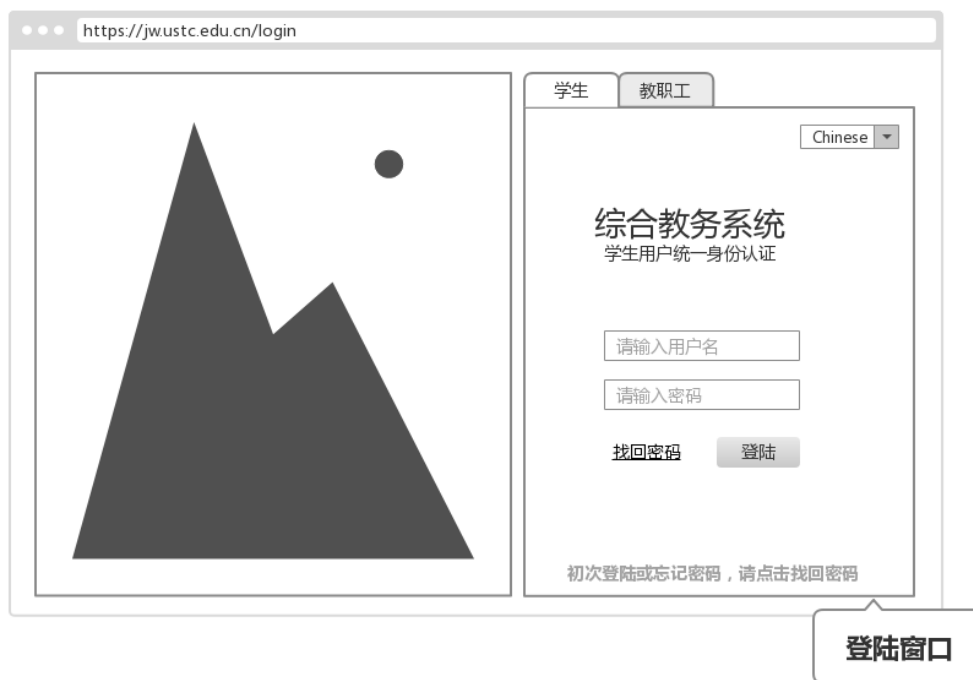 https://jw.ustc.edu.cn/login
学生
教职工
Chinese
综合教务系统
学生用户统一身份认证
请输入用户名
请输入密码
找回密码
登陆
初次登陆或忘记密码，请点击找回密码
登陆窗口